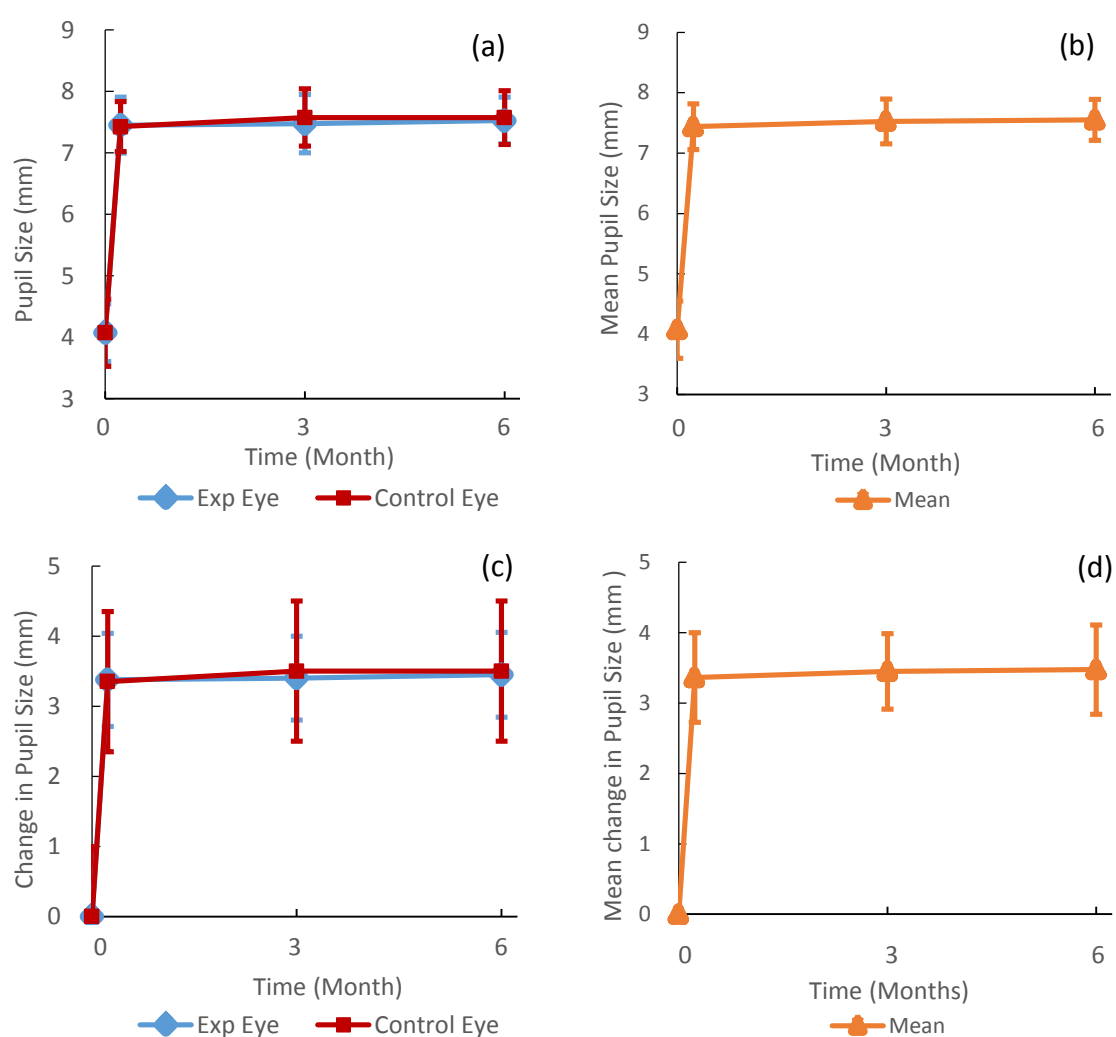 (a)
9
8
7
6
5
4
3
Pupil Size (mm)
0 3 6
Time (Month)
Exp Eye Control Eye
(b)
9
8
7
6
5
4
3
Mean Pupil Size (mm)
0 3 6
Time (Month)
Mean
(c)
5
4
3
2
1
0
Change in Pupil Size (mm)
0 3 6
Time (Month)
Exp Eye Control Eye
(d)
5
4
3
2
1
0
Mean change in Pupil Size (mm )
0 3 6
Time (Months)
Mean